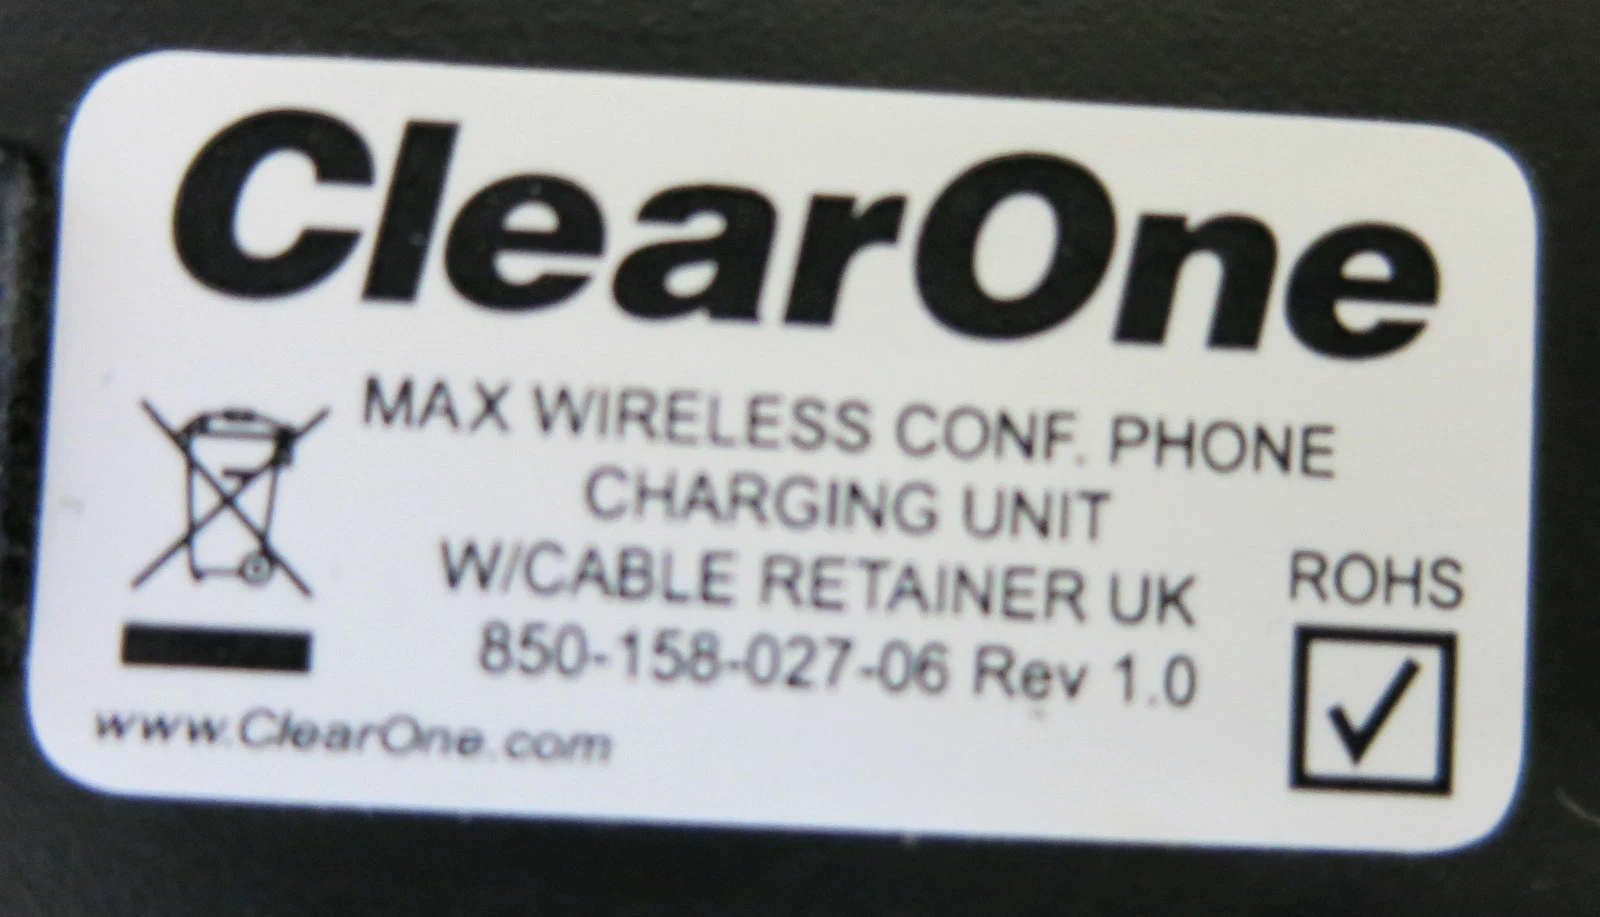 ClearOne
MAX WIRELESS CONF. PHONE
CHARGING UNIT
W/CABLE RETAINER UK
850-158-027-06 Rev 1.0
ROHS
www.ClearOne.com